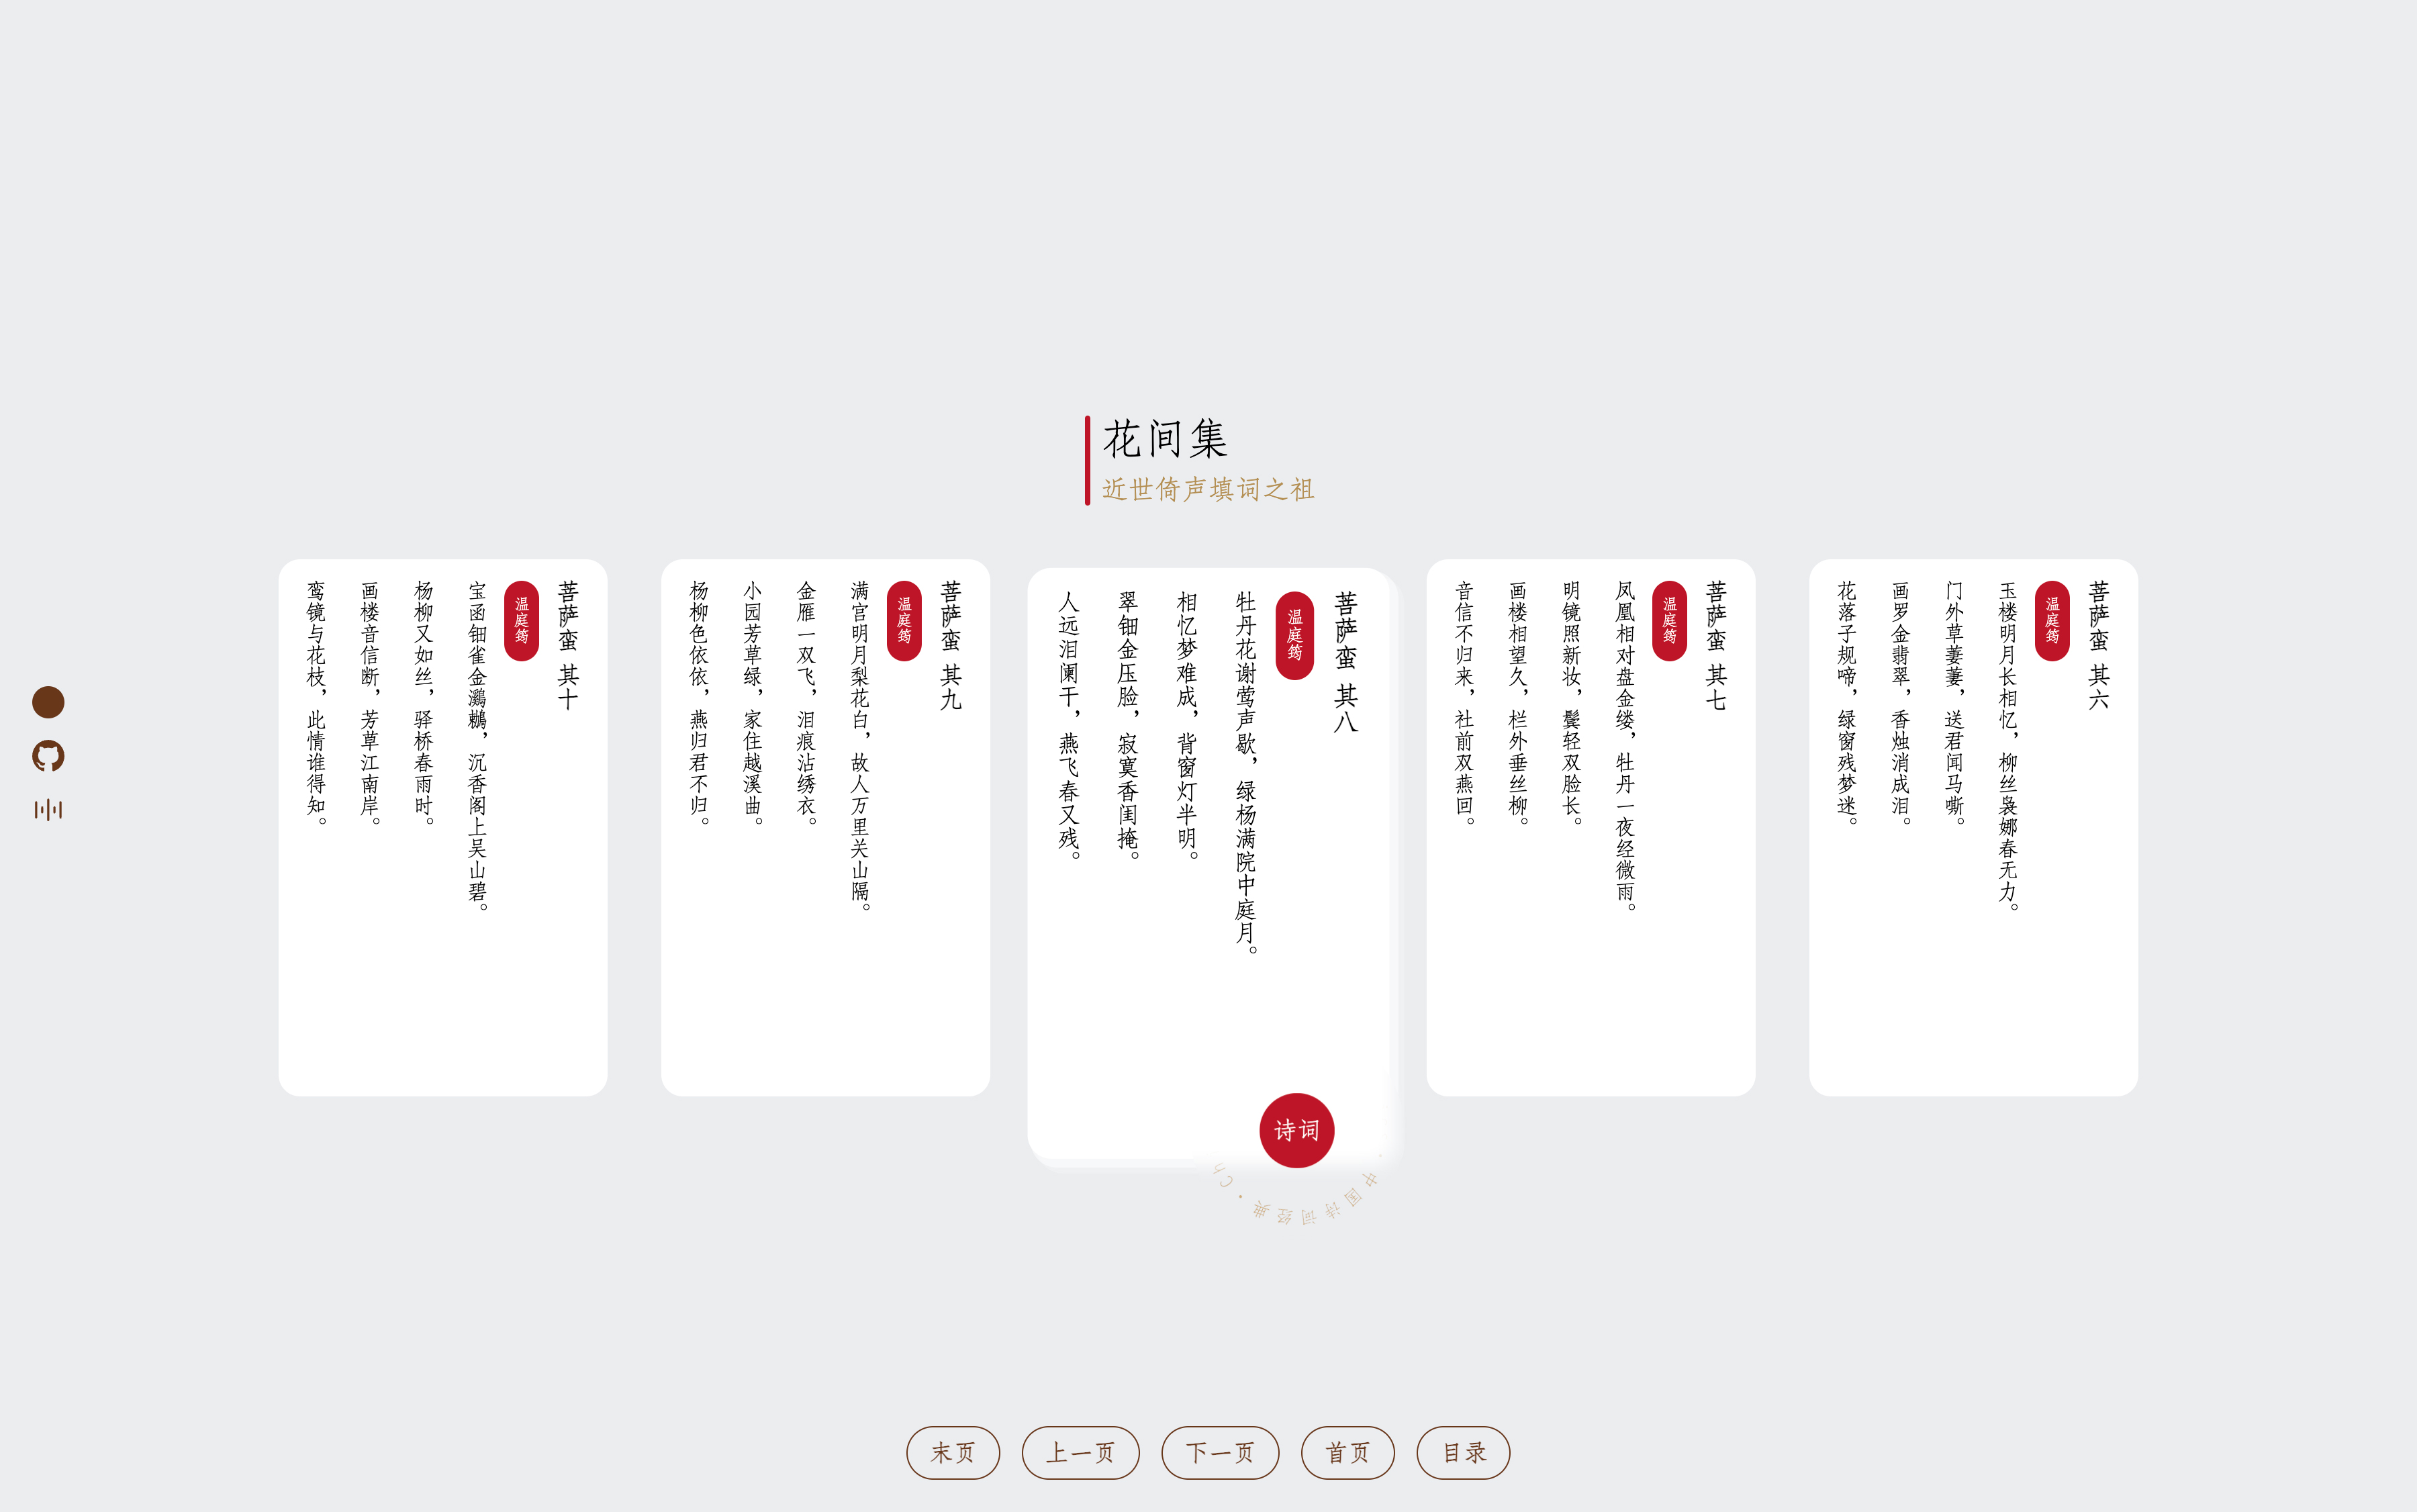 花间集
近世倚声填词之祖
菩萨蛮 其六
温庭筠
玉楼明月长相忆，柳丝袅娜春无力。
门外草萋萋，送君闻马嘶。
画罗金翡翠，香烛消成泪。
花落子规啼，绿窗残梦迷。
菩萨蛮 其七
温庭筠
凤凰相对盘金缕，牡丹一夜经微雨。
明镜照新妆，鬓轻双脸长。
画楼相望久，栏外垂丝柳。
音信不归来，社前双燕回。
菩萨蛮 其八
温庭筠
牡丹花谢莺声歇，绿杨满院中庭月。
相忆梦难成，背窗灯半明。
翠钿金压脸，寂寞香闺掩。
人远泪阑干，燕飞春又残。
诗词
中国诗词经典·C
菩萨蛮 其九
温庭筠
满宫明月梨花白，故人万里关山隔。
金雁一双飞，泪痕沾绣衣。
小园芳草绿，家住越溪曲。
杨柳色依依，燕归君不归。
菩萨蛮 其十
温庭筠
宝函钿雀金鸂鶒，沉香阁上吴山碧。
杨柳又如丝，驿桥春雨时。
画楼音信断，芳草江南岸。
鸾镜与花枝，此情谁得知。
末页
上一页
下一页
首页
目录